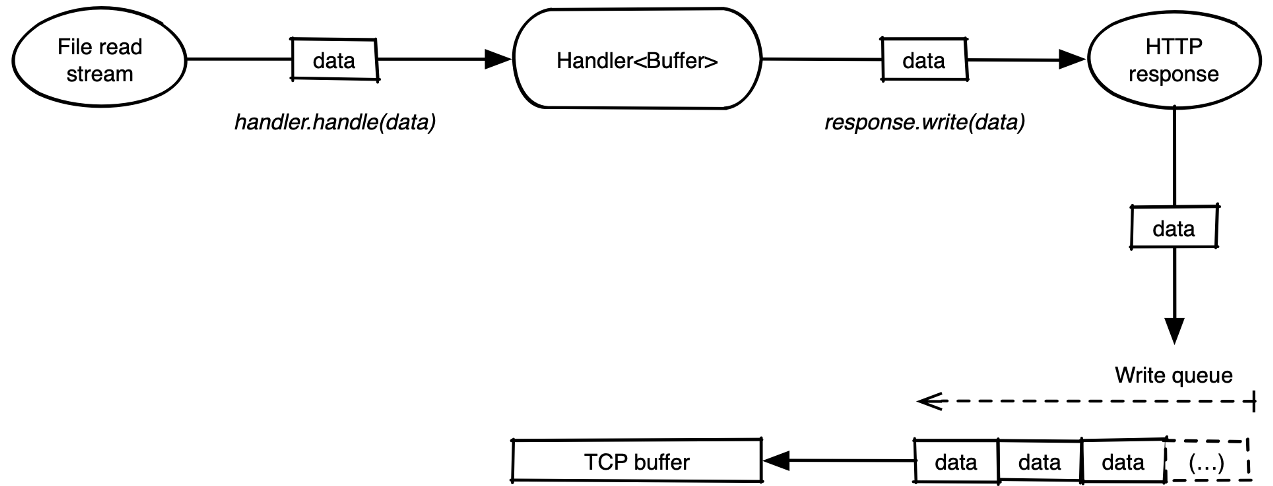 File read
stream
data
handler.handle(data)
Handler<Buffer>
data
response.write(data)
HTTP
response
data
Write queue
TCP buffer
data
data
data
(...)